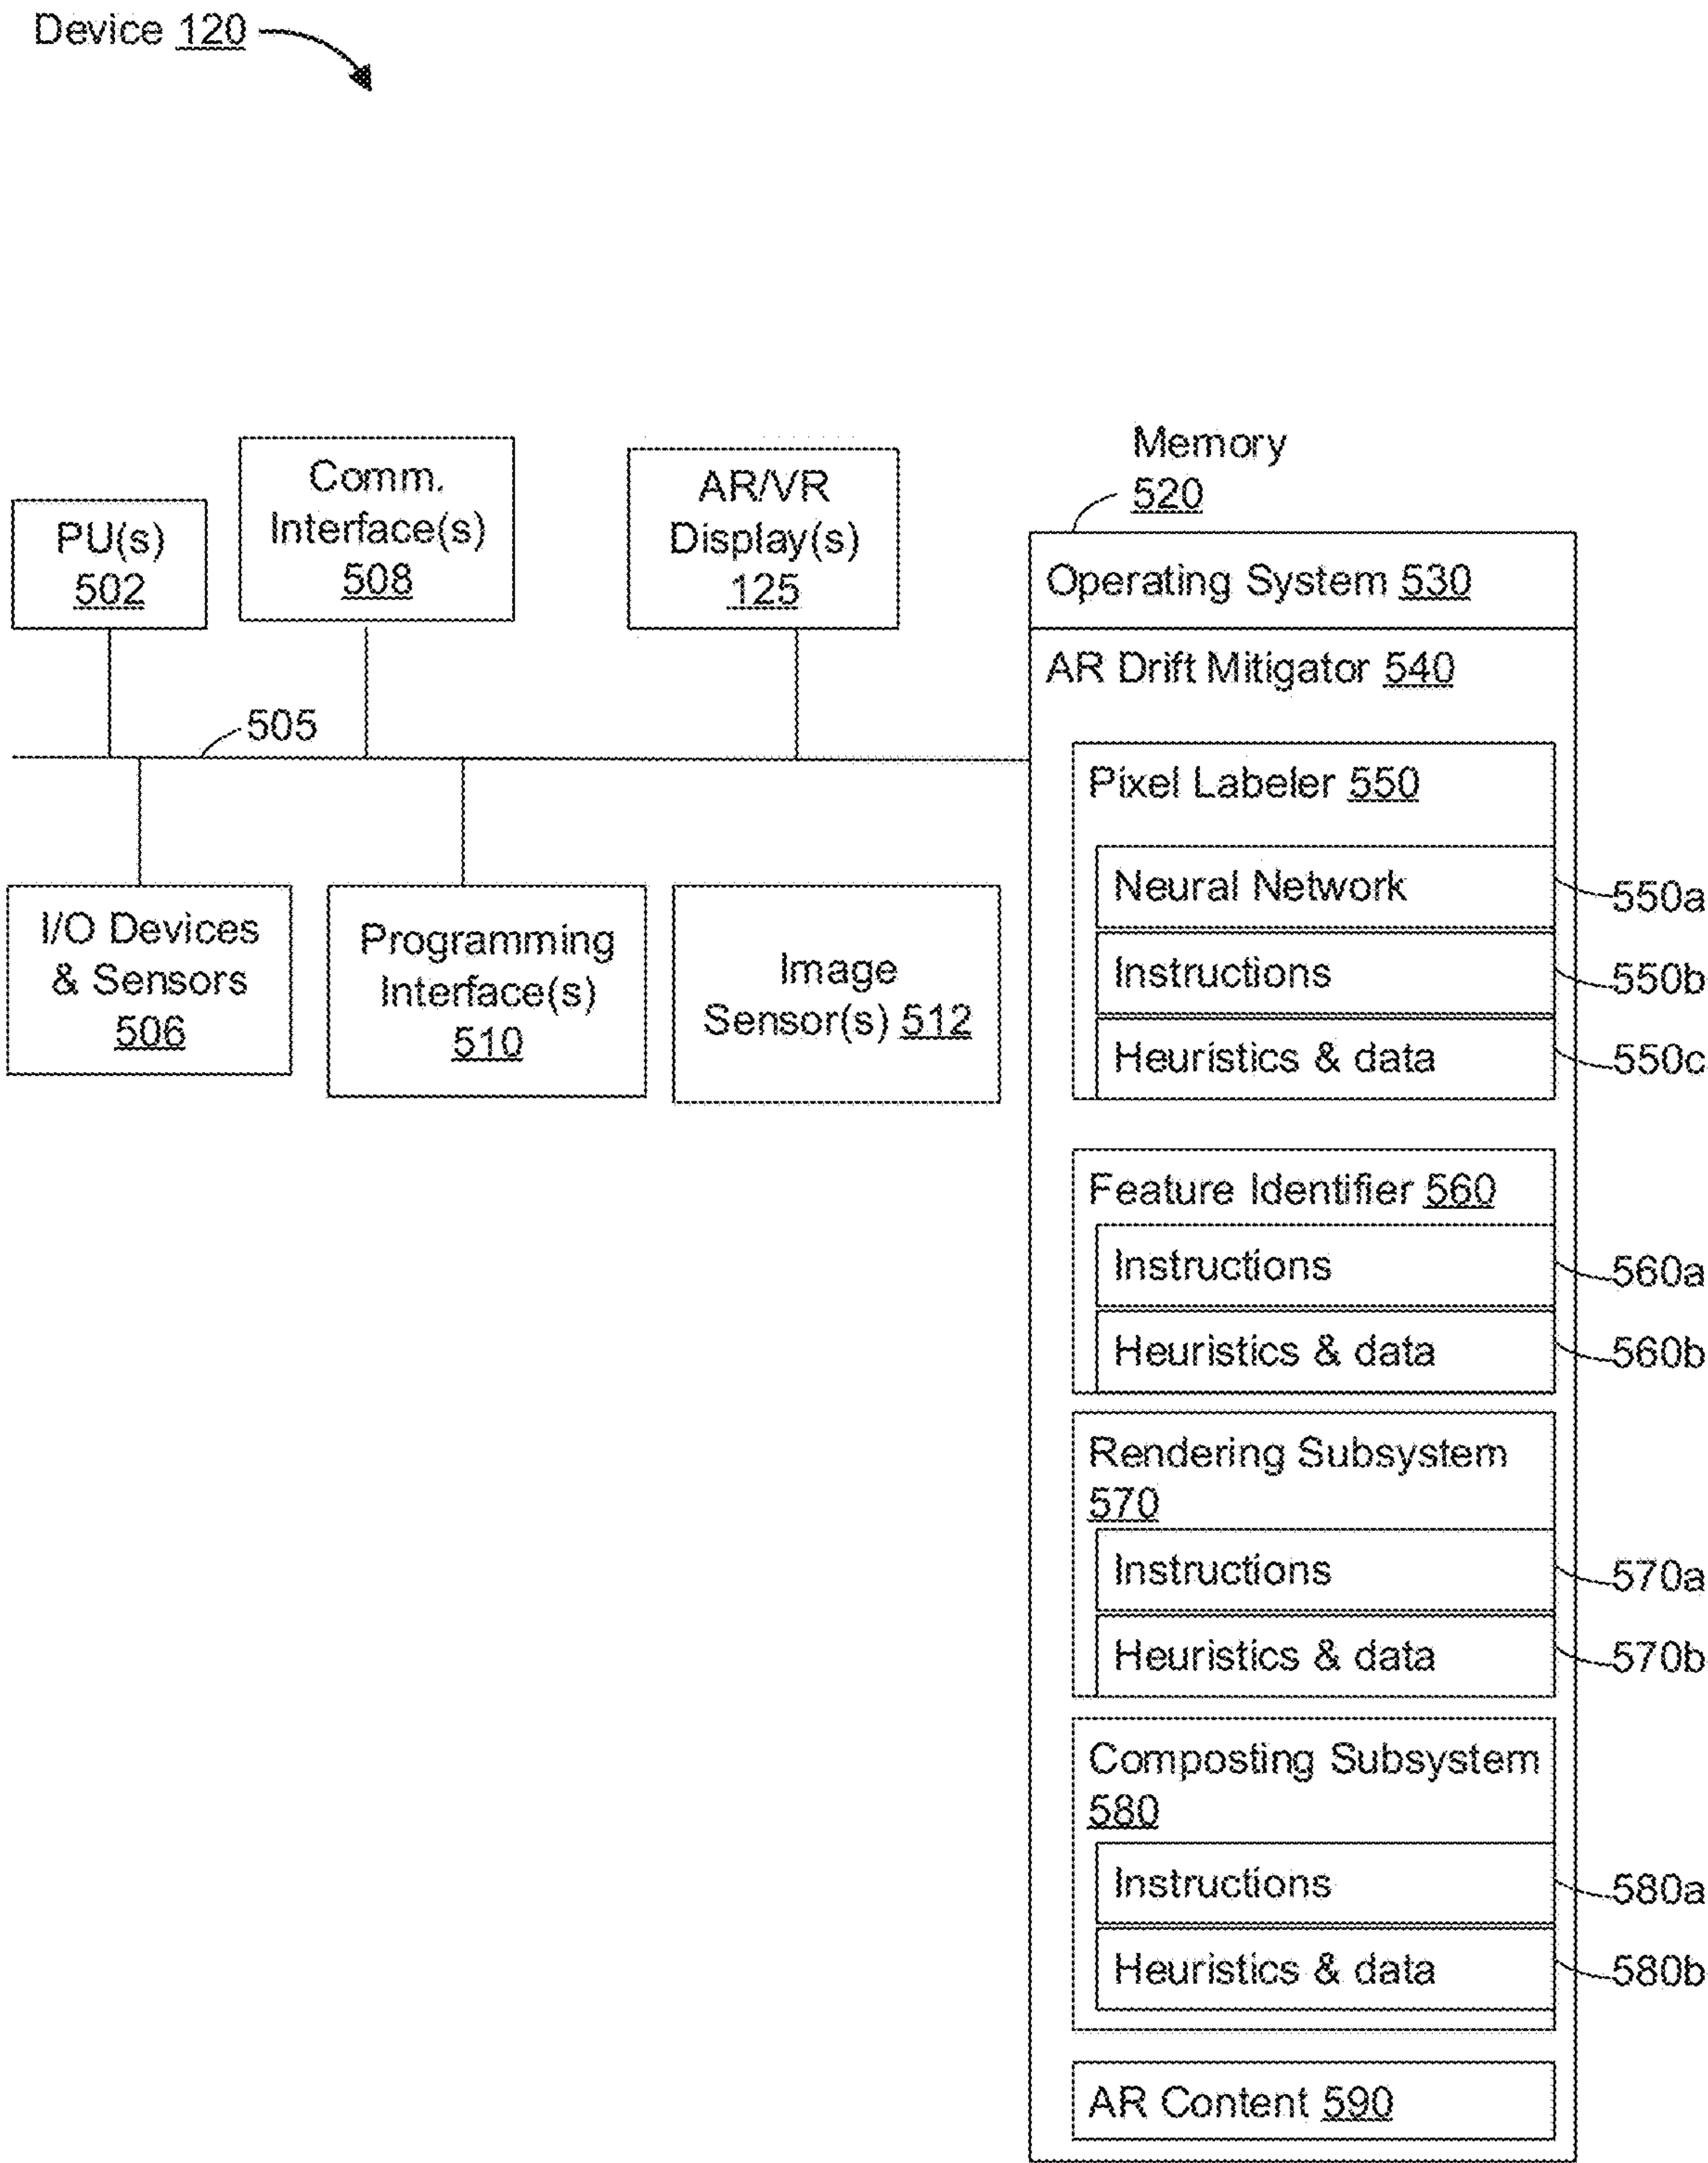 Device 120
Comm.
Interface(s)
508
PU(s)
502
AR/VR
Display(s)
125
505
I/O Devices
& Sensors
506
Programming
Interface(s)
510
Image
Sensor(s) 512
Memory
520
Operating System 530
AR Drift Mitigator 540
Pixel Labeler 550
Neural Network
550a
Instructions
550b
Heuristics & data
550c
Feature Identifier 560
Instructions
560a
Heuristics & data
560b
Rendering Subsystem
570
Instructions
570a
Heuristics & data
570b
Composting Subsystem
580
Instructions
580a
Heuristics & data
580b
AR Content 590